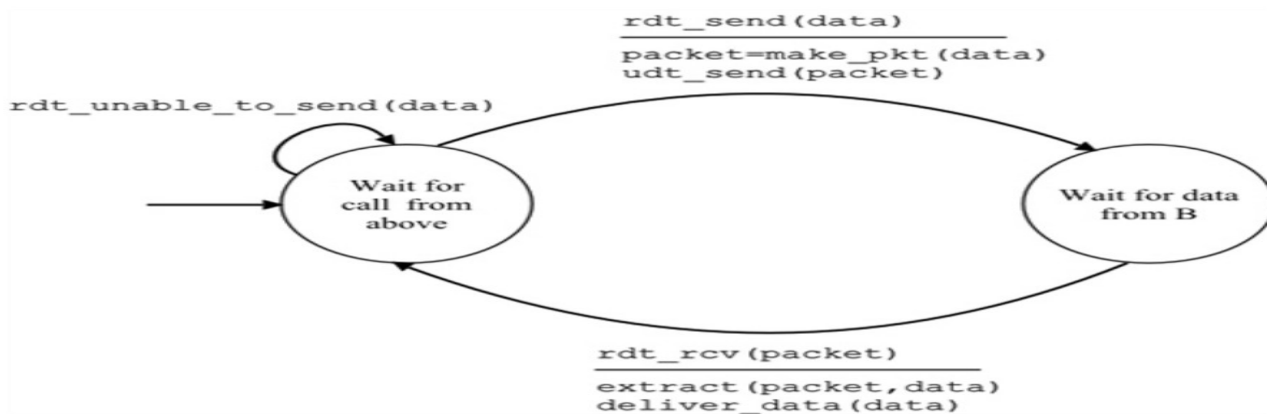 rdt_send(data)
packet=make_pkt(data)
udt_send(packet)
rdt_unable_to_send(data)
Wait for
call from
above
Wait for data
from B
rdt_rcv(packet)
extract(packet,data)
deliver_data(data)